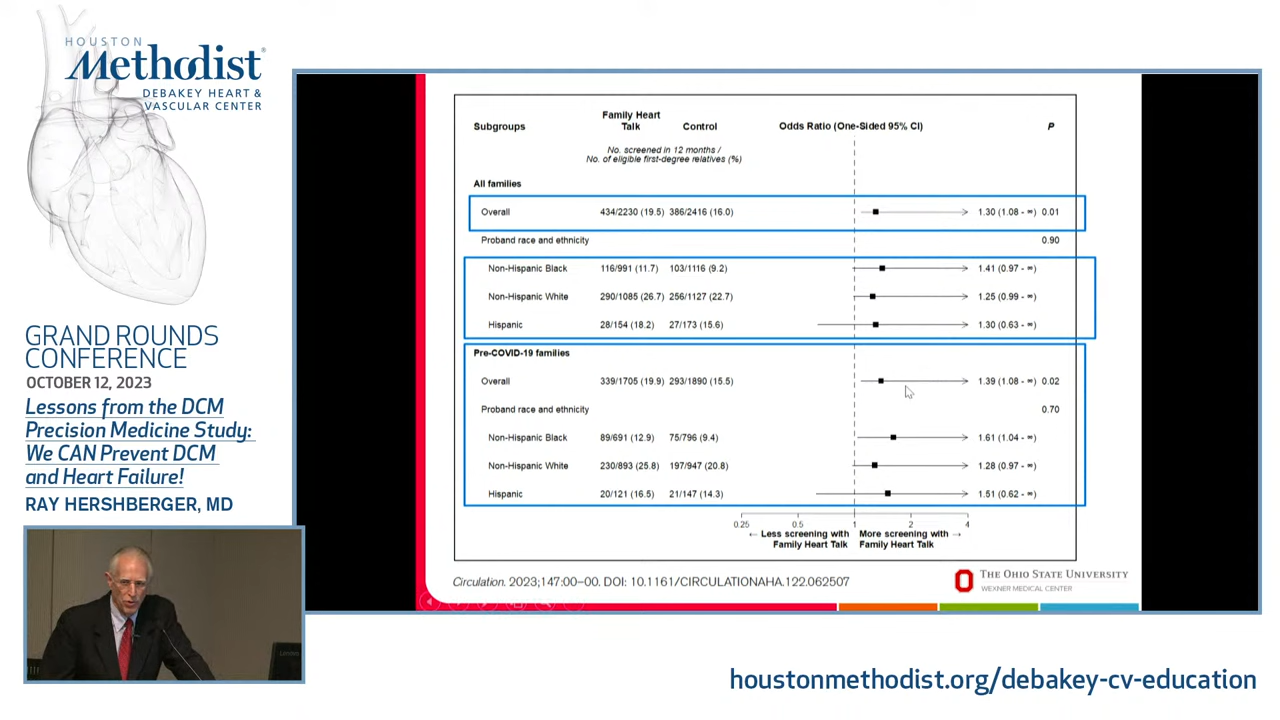 HOUSTON
Methodist®
DEBAKEY HEART &
VASCULAR CENTER
GRAND ROUNDS
CONFERENCE
OCTOBER 12, 2023
Lessons from the DCM
Precision Medicine Study:
We CAN Prevent DCM
and Heart Failure!
RAY HERSHBERGER, MD
Subgroups Family Heart Talk Control Odds Ratio (One-Sided 95% CI) P
No. screened in 12 months /
No. of eligible first-degree relatives (%)
All families
Overall 434/2230 (19.5) 386/2416 (16.0) 1.30 (1.08 - ∞) 0.01
Proband race and ethnicity 0.90
Non-Hispanic Black 116/991 (11.7) 103/1116 (9.2) 1.41 (0.97 - ∞)
Non-Hispanic White 290/1085 (26.7) 256/1127 (22.7) 1.25 (0.99 - ∞)
Hispanic 28/154 (18.2) 27/173 (15.6) 1.30 (0.63 - ∞)
Pre-COVID-19 families
Overall 339/1705 (19.9) 293/1890 (15.5) 1.39 (1.08 - ∞) 0.02
Proband race and ethnicity 0.70
Non-Hispanic Black 89/691 (12.9) 75/796 (9.4) 1.61 (1.04 - ∞)
Non-Hispanic White 230/893 (25.8) 197/947 (20.8) 1.28 (0.97 - ∞)
Hispanic 20/121 (16.5) 21/147 (14.3) 1.51 (0.62 - ∞)
0.25 0.5 1 2 4
← Less screening with More screening with →
Family Heart Talk Family Heart Talk
Circulation. 2023;147:00–00. DOI: 10.1161/CIRCULATIONAHA.122.062507
THE OHIO STATE UNIVERSITY
WEXNER MEDICAL CENTER
houstonmethodist.org/debakey-cv-education